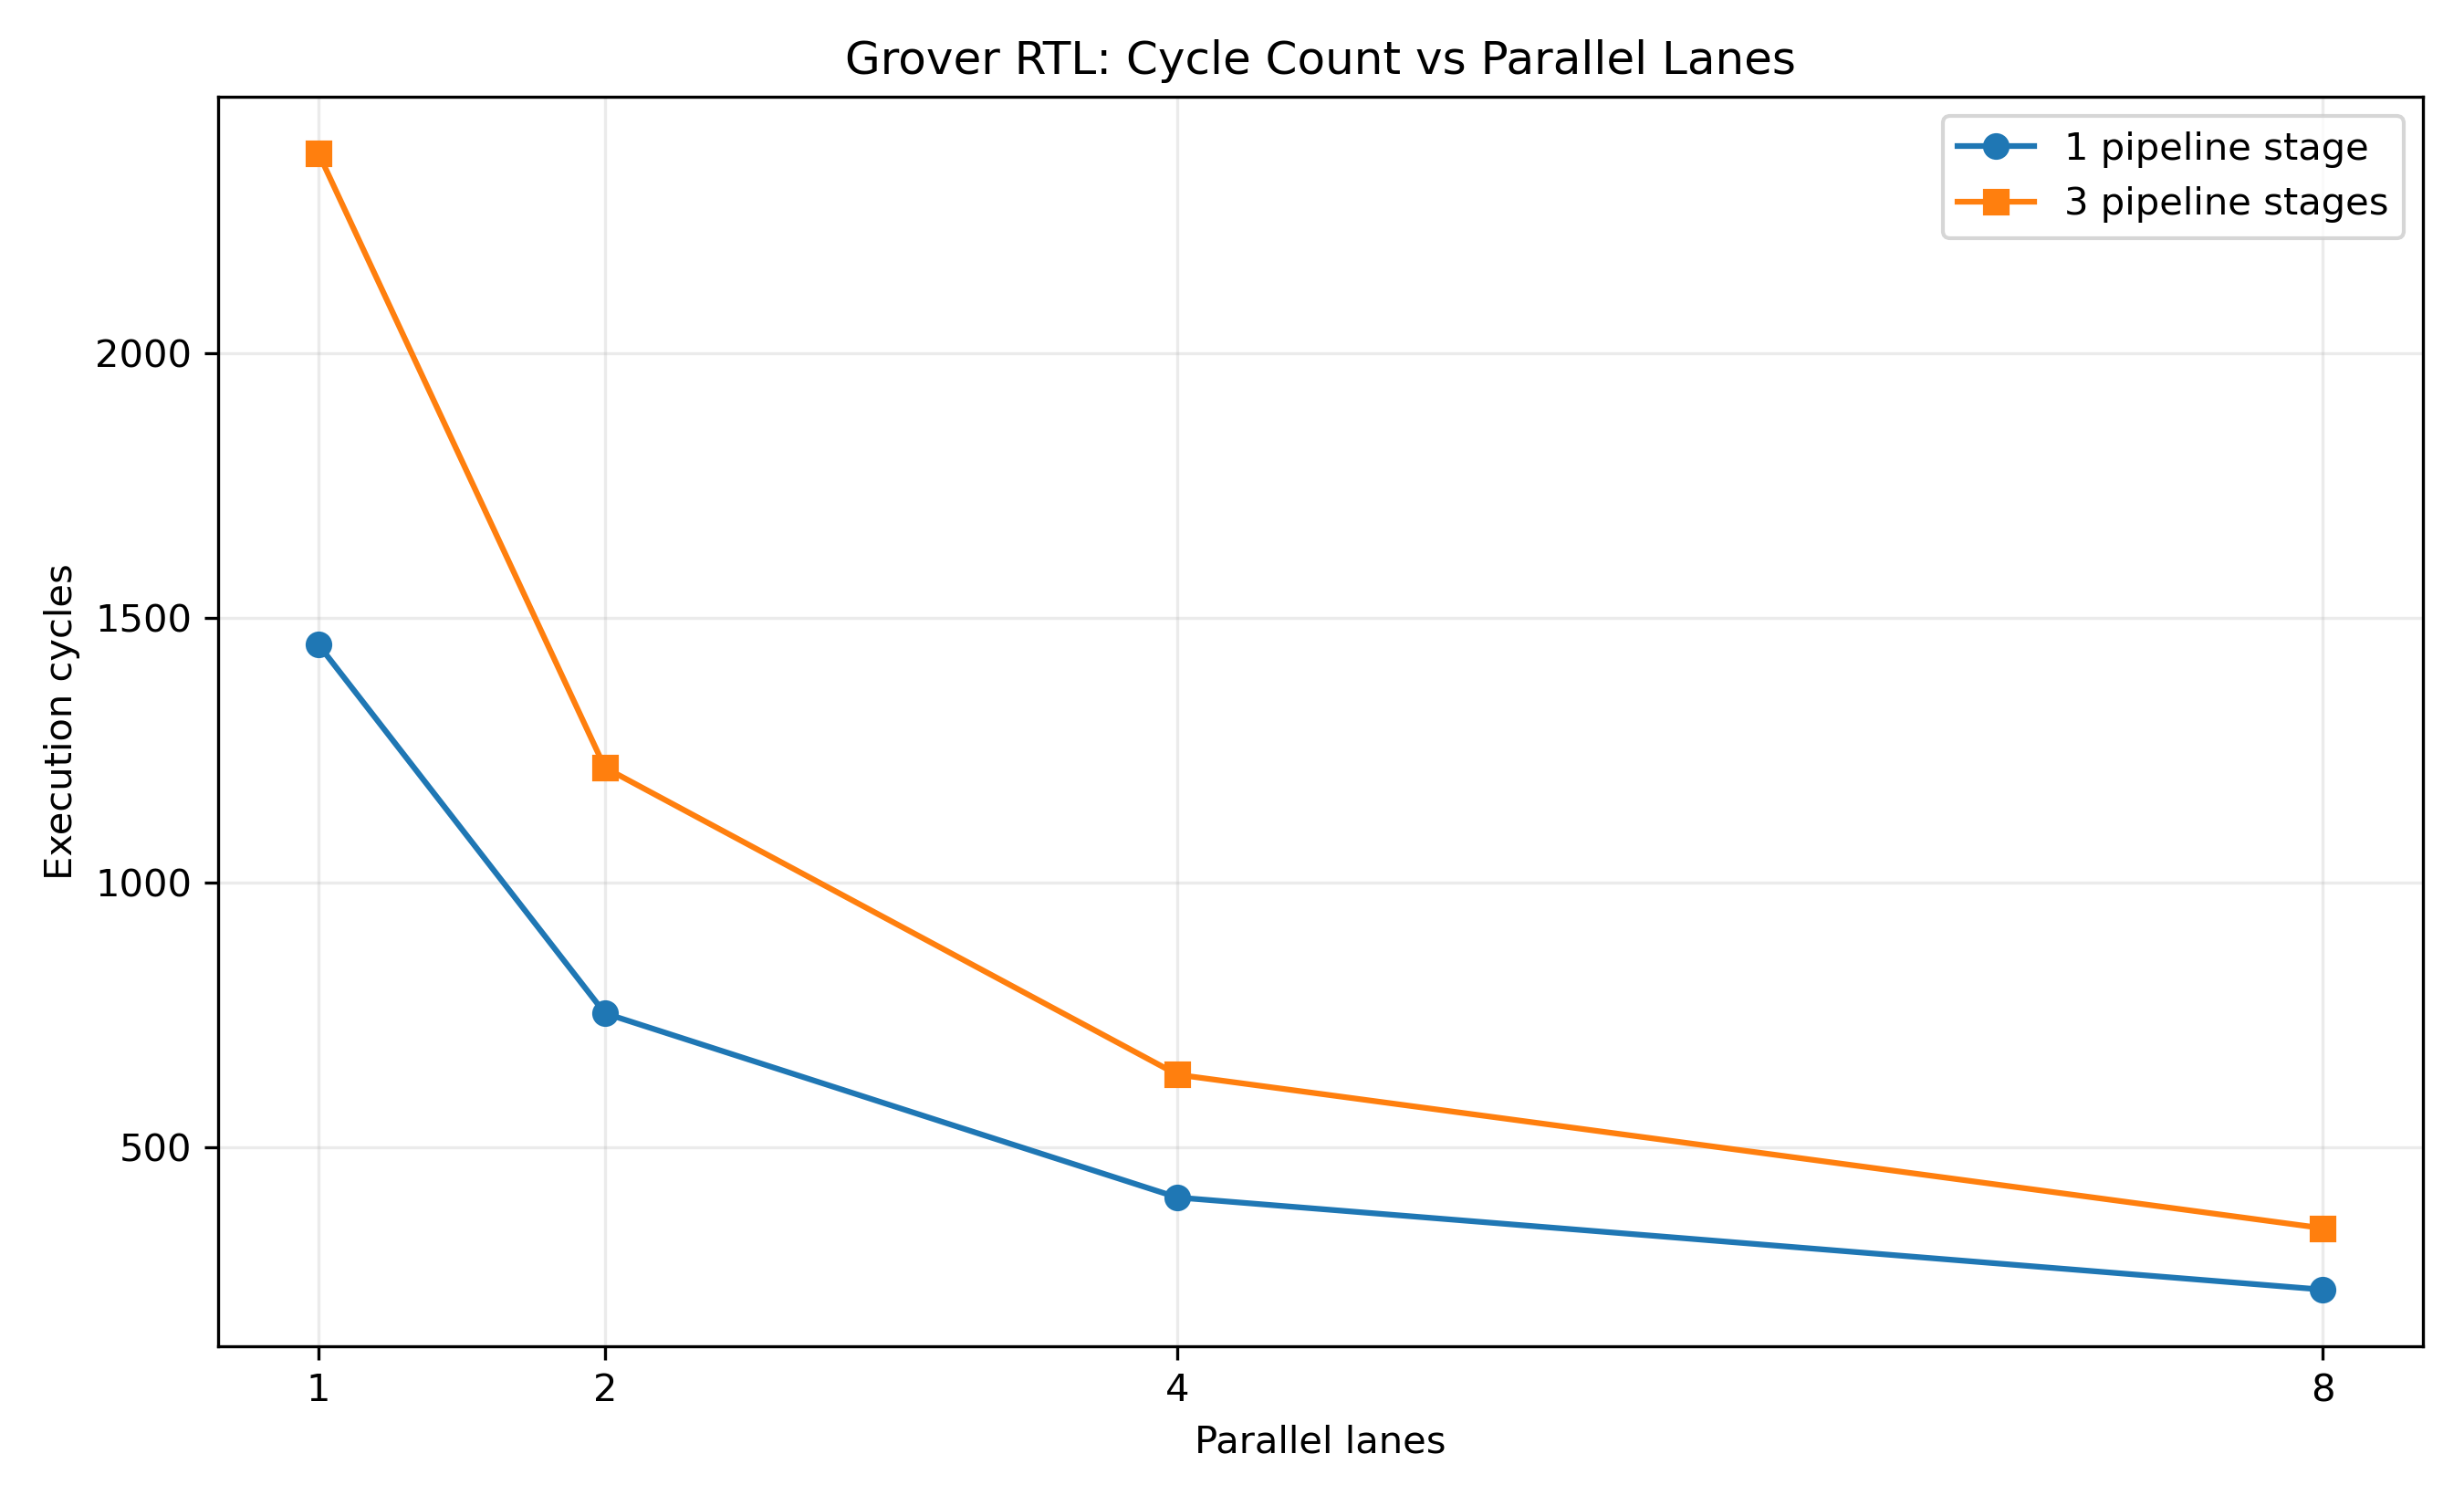 Grover RTL: Cycle Count vs Parallel Lanes
1 pipeline stage
3 pipeline stages
Execution cycles
2000
1500
1000
500
1 2 4 8
Parallel lanes